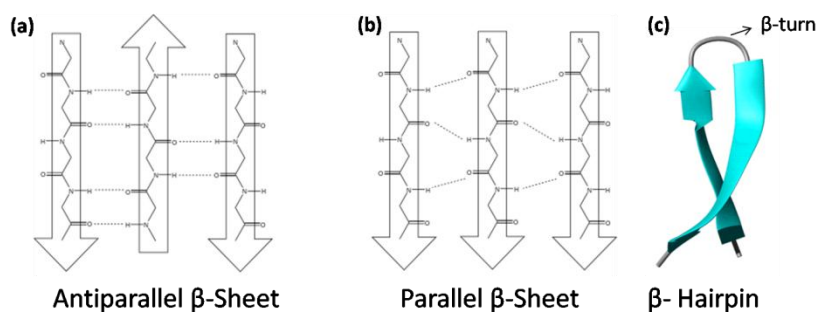 (a)
(b)
(c)
β-turn
N N N N N
O N H N H O
N H O O N H O N H
O N H O N H O
H N O H N O H N
O N H O N H O N H
O H N O O
Antiparallel β-Sheet
Parallel β-Sheet
β- Hairpin